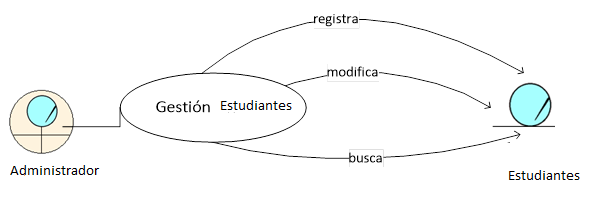 registra
modifica
Gestión Estudiantes
busca
Administrador
Estudiantes